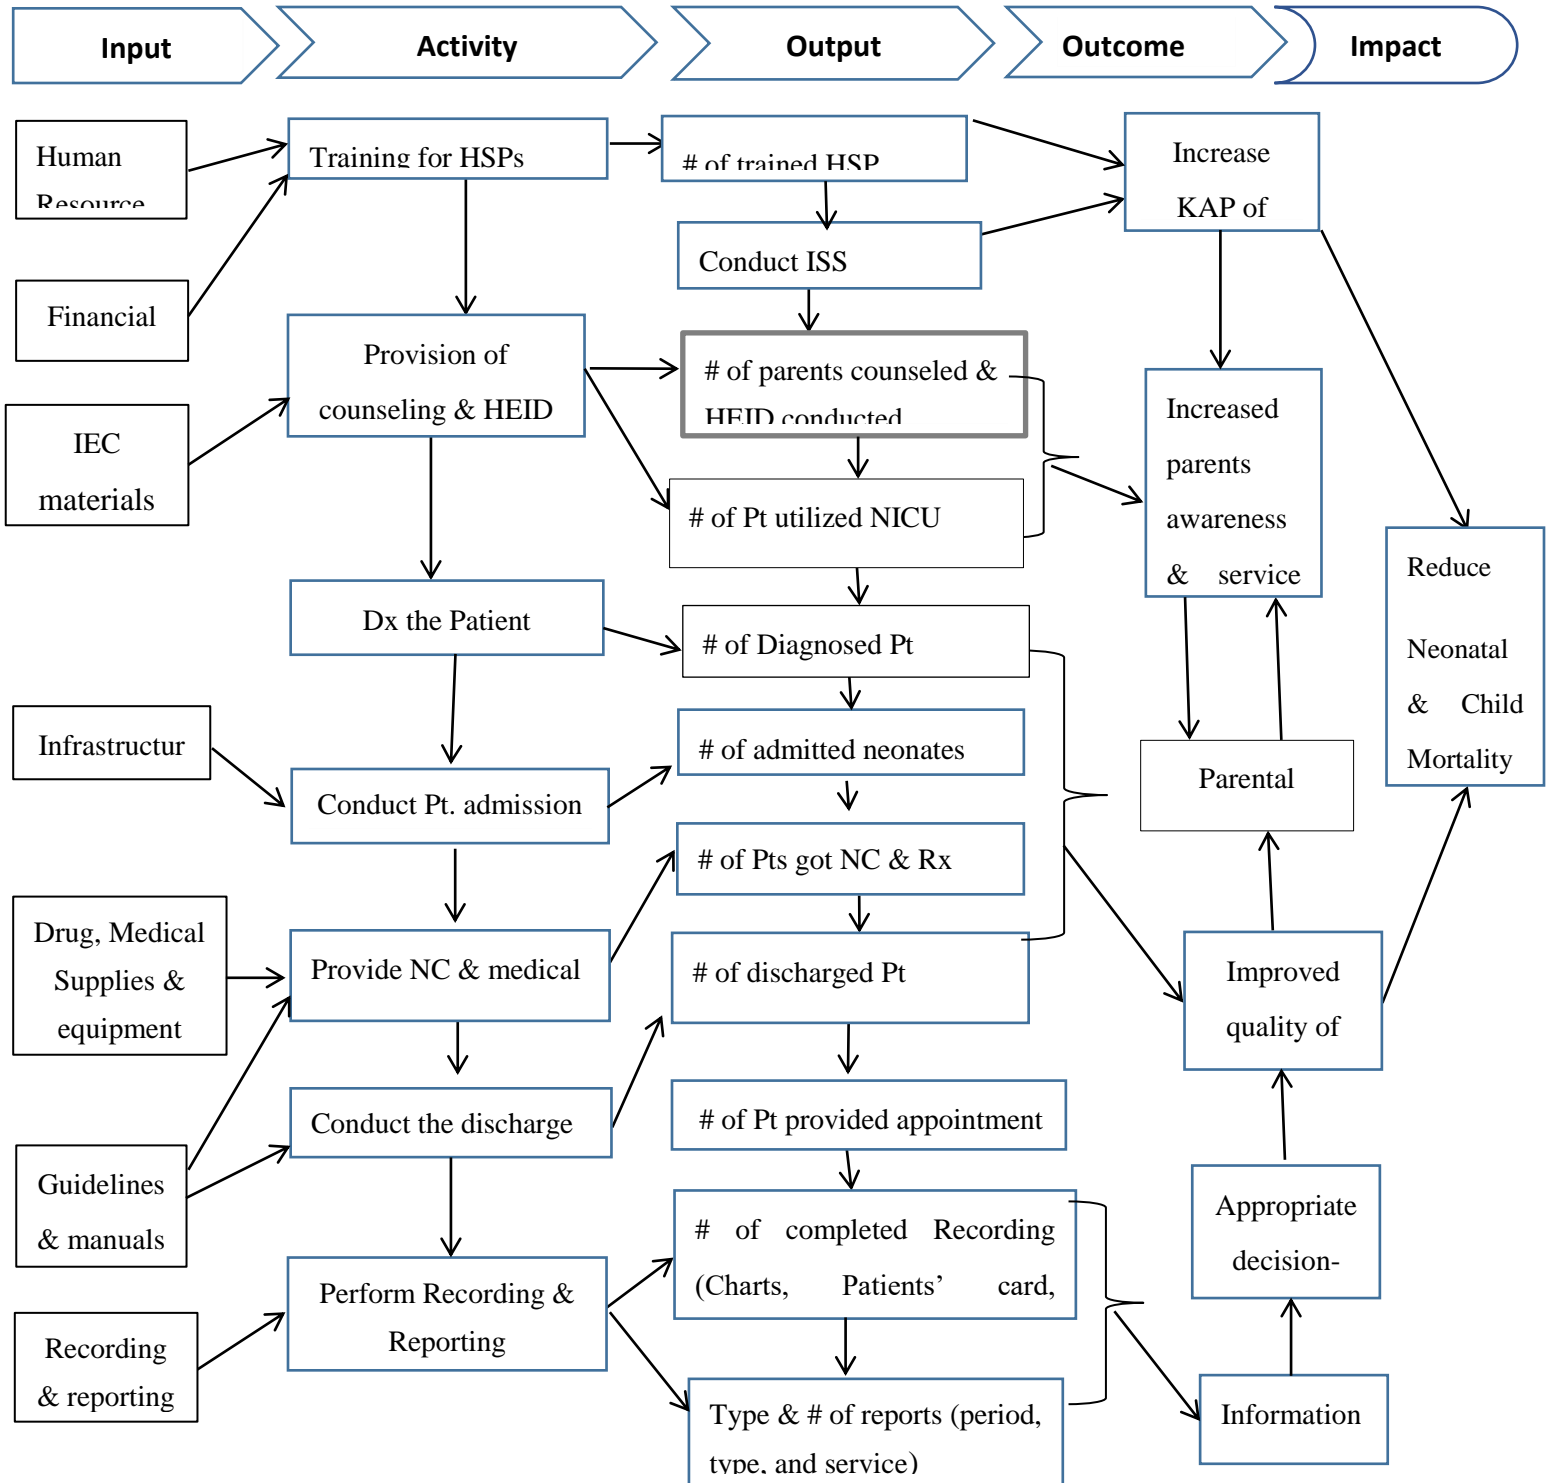 Input
Activity
Output
Outcome
Impact
Human
Resource
Financial
IEC
materials
Infrastructur
Drug, Medical
Supplies &
equipment
Guidelines
& manuals
Recording
& reporting
Training for HSPs
Provision of
counseling & HEID
Dx the Patient
Conduct Pt. admission
Provide NC & medical
Conduct the discharge
Perform Recording &
Reporting
# of trained HSP
Conduct ISS
# of parents counseled &
HEID conducted
# of Pt utilized NICU
# of Diagnosed Pt
# of admitted neonates
# of Pts got NC & Rx
# of discharged Pt
# of Pt provided appointment
# of completed Recording
(Charts, Patients’ card,
Type & # of reports (period,
type, and service)
Increase
KAP of
Increased
parents
awareness
& service
Parental
Improved
quality of
Appropriate
decision-
Information
Reduce
Neonatal
& Child
Mortality